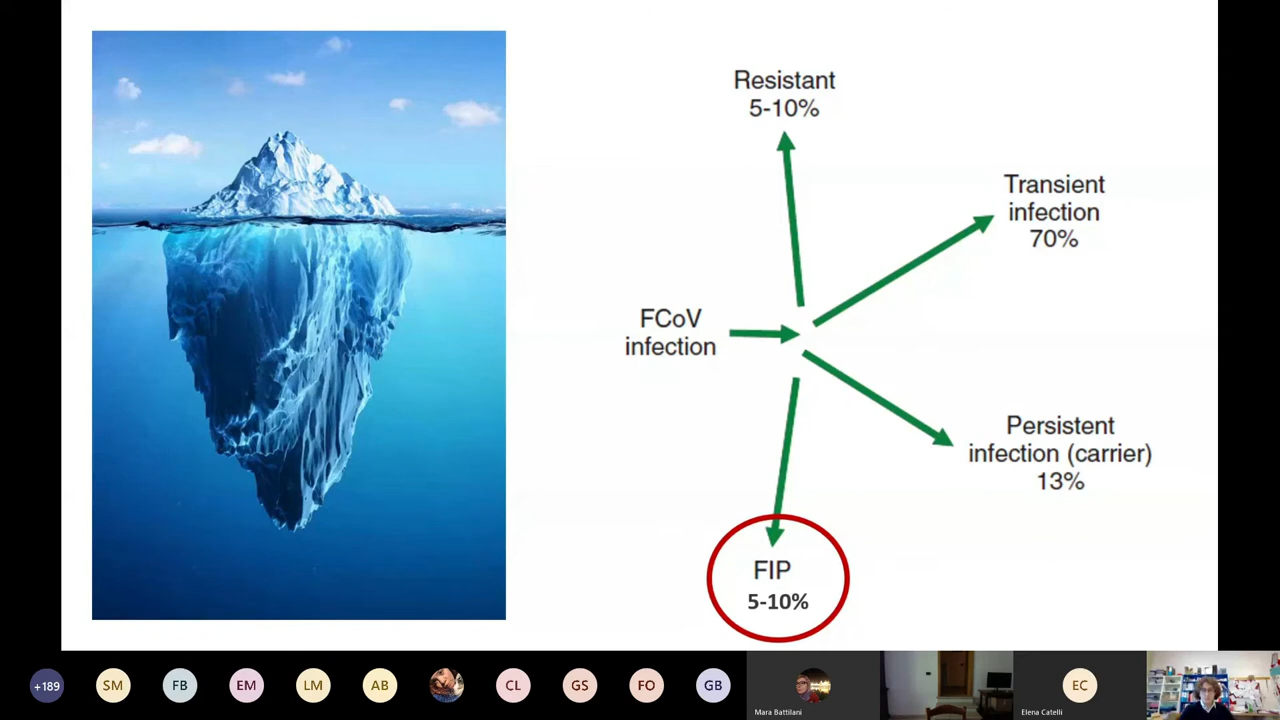 Resistant
5-10%
Transient
infection
70%
FCoV
infection
Persistent
infection (carrier)
13%
FIP
5-10%
+189
SM
FB
EM
LM
AB
CL
GS
FO
GB
EC
Mara Battilani
Elena Catelli